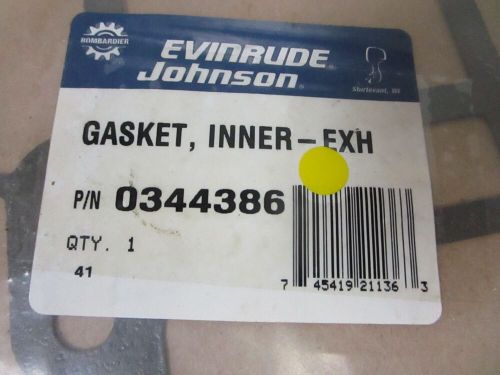 BOMBARDIER
EVINRUDE
Johnson
Sturtevant, WI
GASKET, INNER-EXH
P/N 0344386
QTY. 1
41
7 45419 21136 3